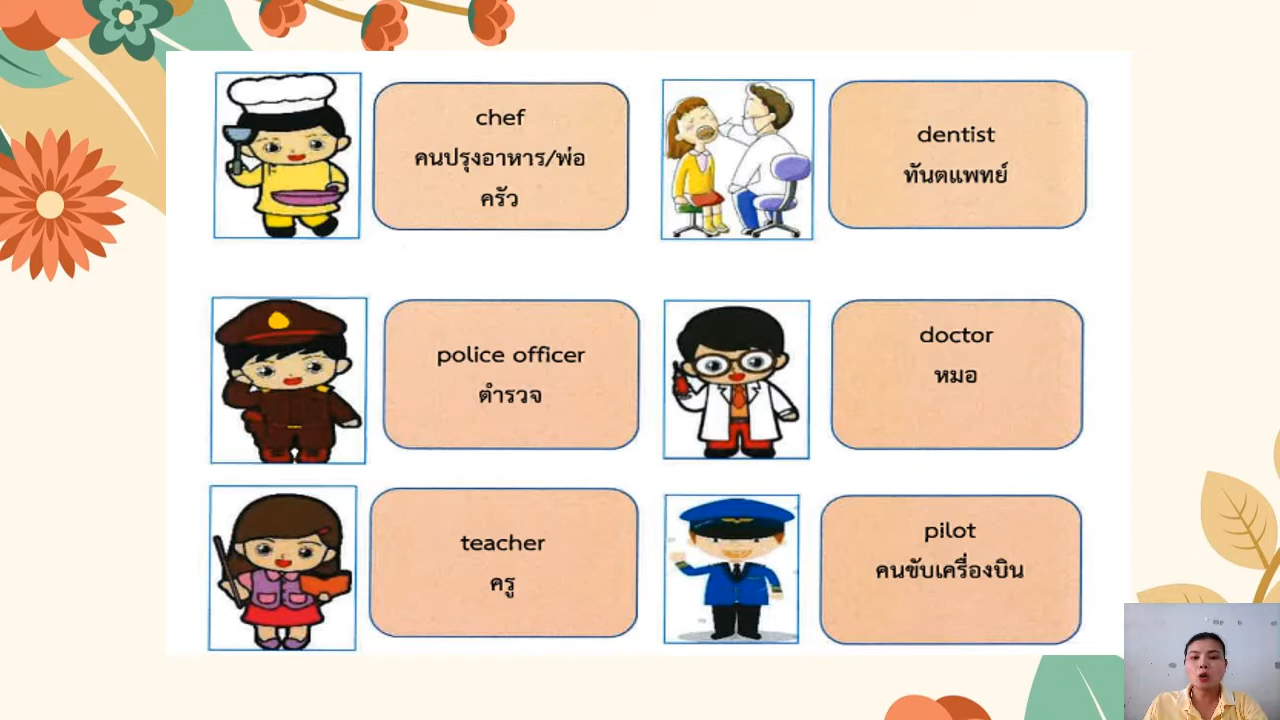 chef
คนปรุงอาหาร/พ่อ
ครัว
dentist
ทันตแพทย์
police officer
ตำรวจ
doctor
หมอ
teacher
ครู
pilot
คนขับเครื่องบิน